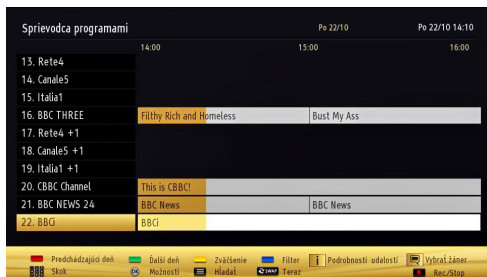 Sprievodca programami Po 22/10 Po 22/10 14:10
14:00 15:00 16:00
13. Rete4
14. Canale5
15. Italia1
16. BBC THREE Filthy Rich and Homeless Bust My Ass
17. Rete4 +1
18. Canale5 +1
19. Italia1 +1
20. CBBC Channel This is CBBC!
21. BBC NEWS 24 BBC News BBC News
22. BBCi BBCi
Predchádzajúci deň Ďalší deň Zväčšenie Filter i Podrobnosti udalostí Vybrať žáner
Skok OK Možnosti Hľadať SWAP Teraz Rec./Stop